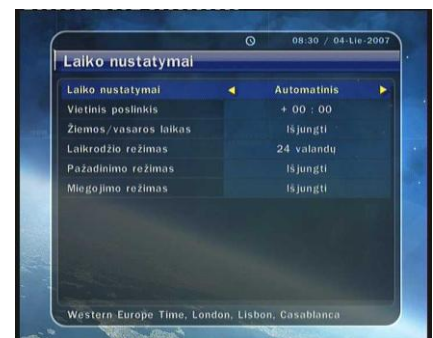 08:30 / 04-Lie-2007
Laiko nustatymai
Laiko nustatymai Automatinis
Vietinis poslinkis + 00 : 00
Žiemos/vasaros laikas Išjungti
Laikrodžio režimas 24 valandų
Pažadinimo režimas Išjungti
Miegojimo režimas Išjungti
Western Europe Time, London, Lisbon, Casablanca